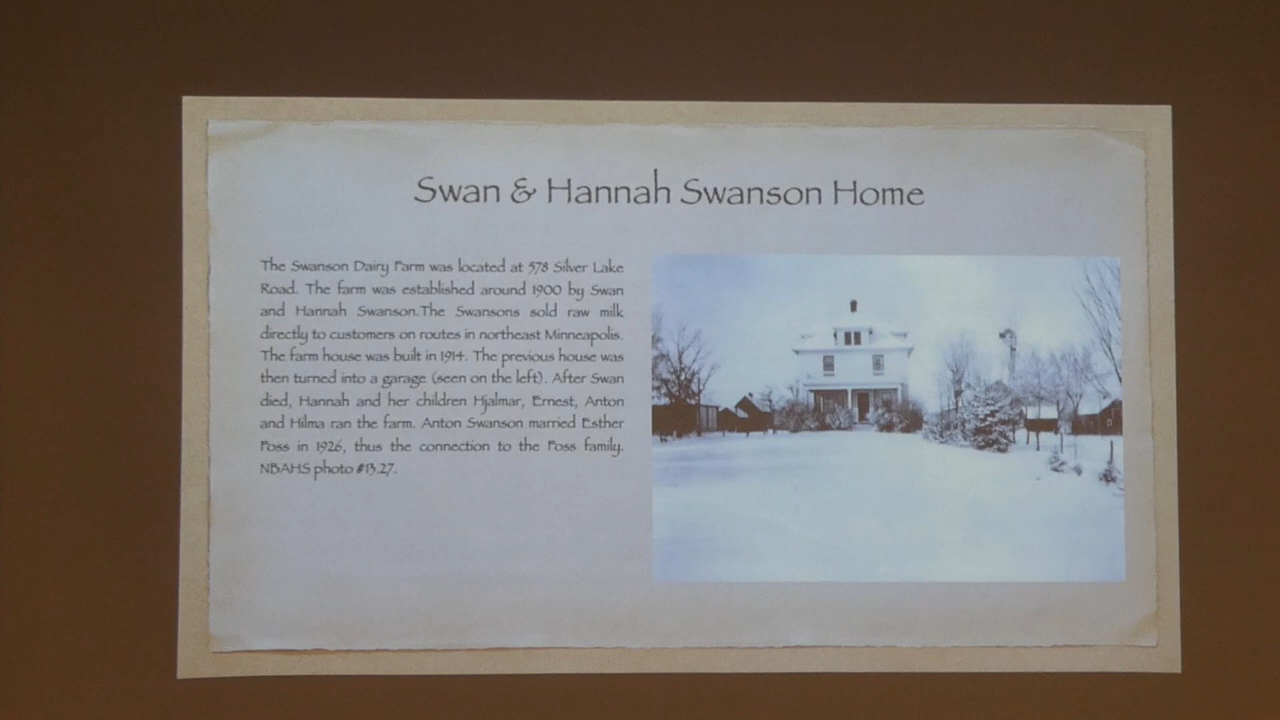 Swan & Hannah Swanson Home
The Swanson Dairy Farm was located at 578 Silver Lake
Road. The farm was established around 1900 by Swan
and Hannah Swanson.The Swansons sold raw milk
directly to customers on routes in northeast Minneapolis.
The farm house was built in 1914. The previous house was
then turned into a garage (seen on the left). After Swan
died, Hannah and her children Hjalmar, Ernest, Anton
and Hilma ran the farm. Anton Swanson married Esther
Foss in 1926, thus the connection to the Foss family.
NBAHS photo #13.27.